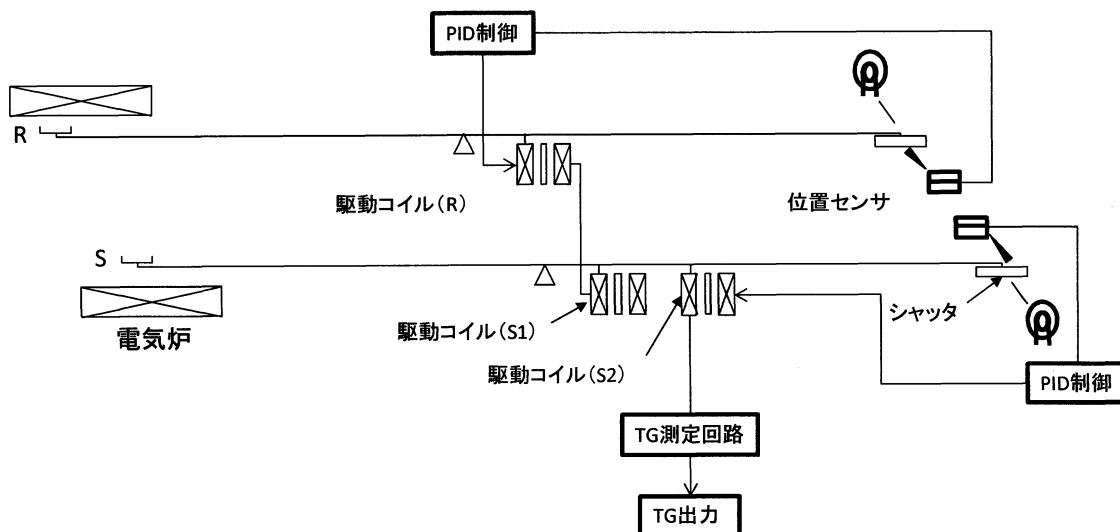 PID制御
R
駆動コイル(R)
位置センサ
S
電気炉
駆動コイル(S1)
駆動コイル(S2)
シャッタ
PID制御
TG測定回路
TG出力